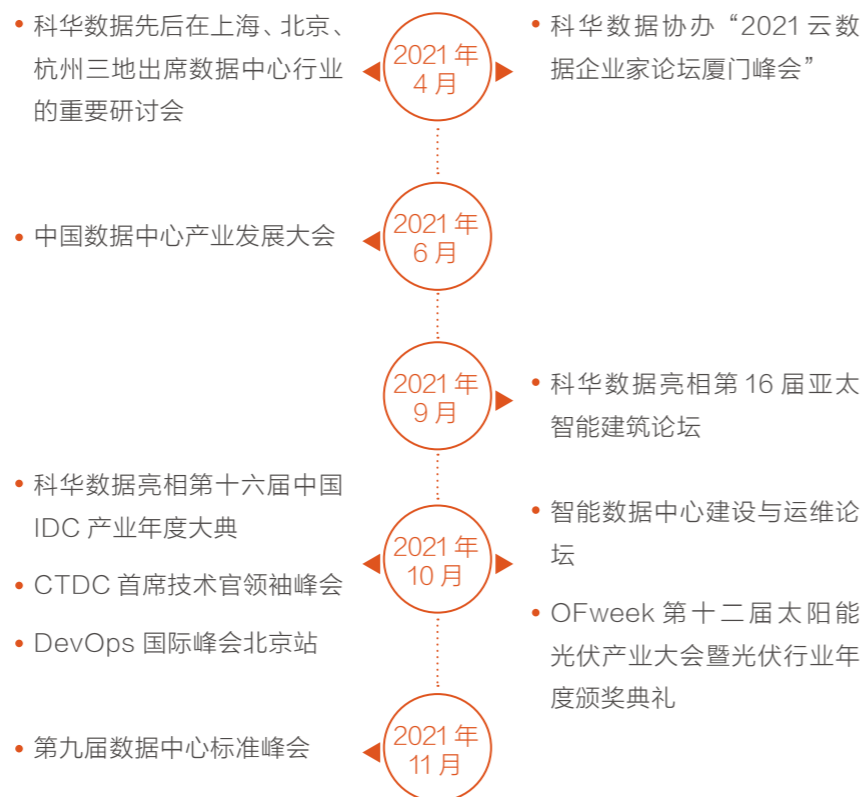 • 科华数据先后在上海、北京、
杭州三地出席数据中心行业
的重要研讨会
2021 年
4 月
• 科华数据协办“2021 云数
据企业家论坛厦门峰会”
• 中国数据中心产业发展大会
2021 年
6 月
2021 年
9 月
• 科华数据亮相第 16 届亚太
智能建筑论坛
• 科华数据亮相第十六届中国
IDC 产业年度大典
• CTDC 首席技术官领袖峰会
• DevOps 国际峰会北京站
2021 年
10 月
• 智能数据中心建设与运维论
坛
• OFweek 第十二届太阳能
光伏产业大会暨光伏行业年
度颁奖典礼
• 第九届数据中心标准峰会
2021 年
11 月